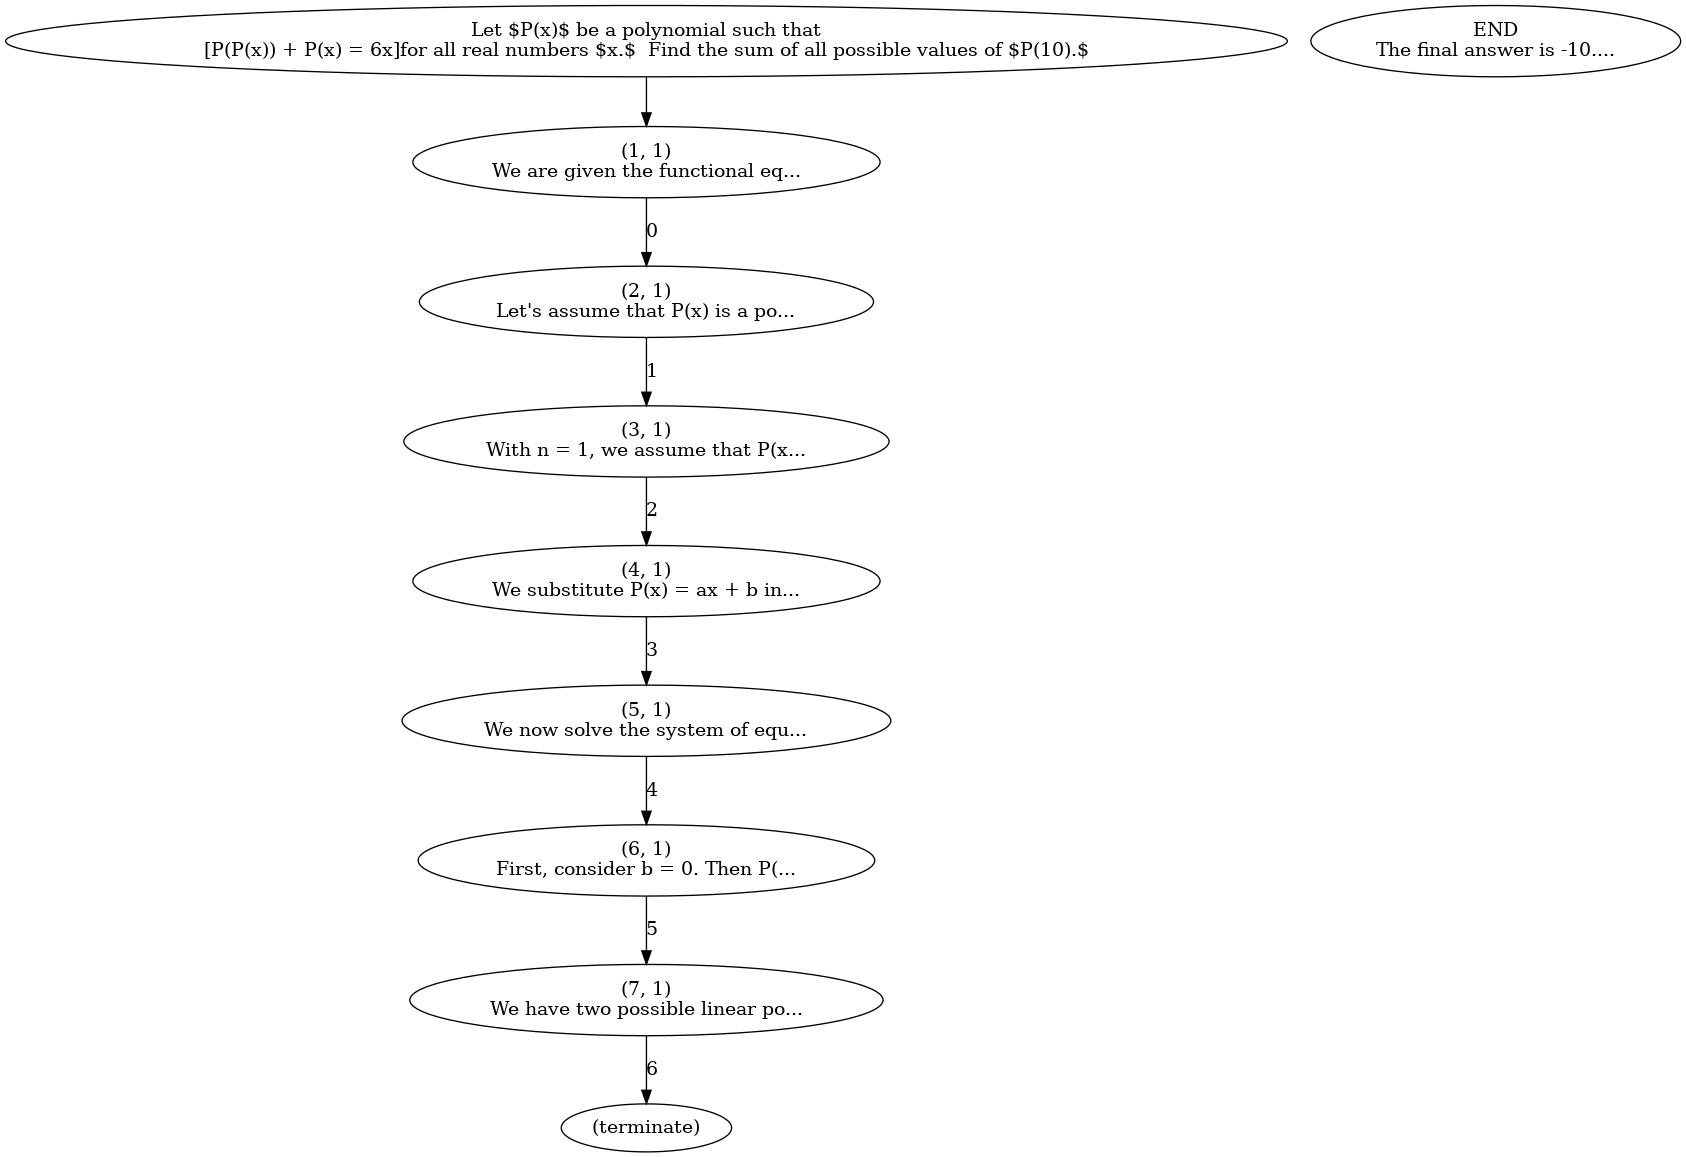 Let $P(x)$ be a polynomial such that
[P(P(x)) + P(x) = 6x]for all real numbers $x.$  Find the sum of all possible values of $P(10).$
END
The final answer is -10....
(1, 1)
We are given the functional eq...
0
(2, 1)
Let's assume that P(x) is a po...
1
(3, 1)
With n = 1, we assume that P(x...
2
(4, 1)
We substitute P(x) = ax + b in...
3
(5, 1)
We now solve the system of equ...
4
(6, 1)
First, consider b = 0. Then P(...
5
(7, 1)
We have two possible linear po...
6
(terminate)